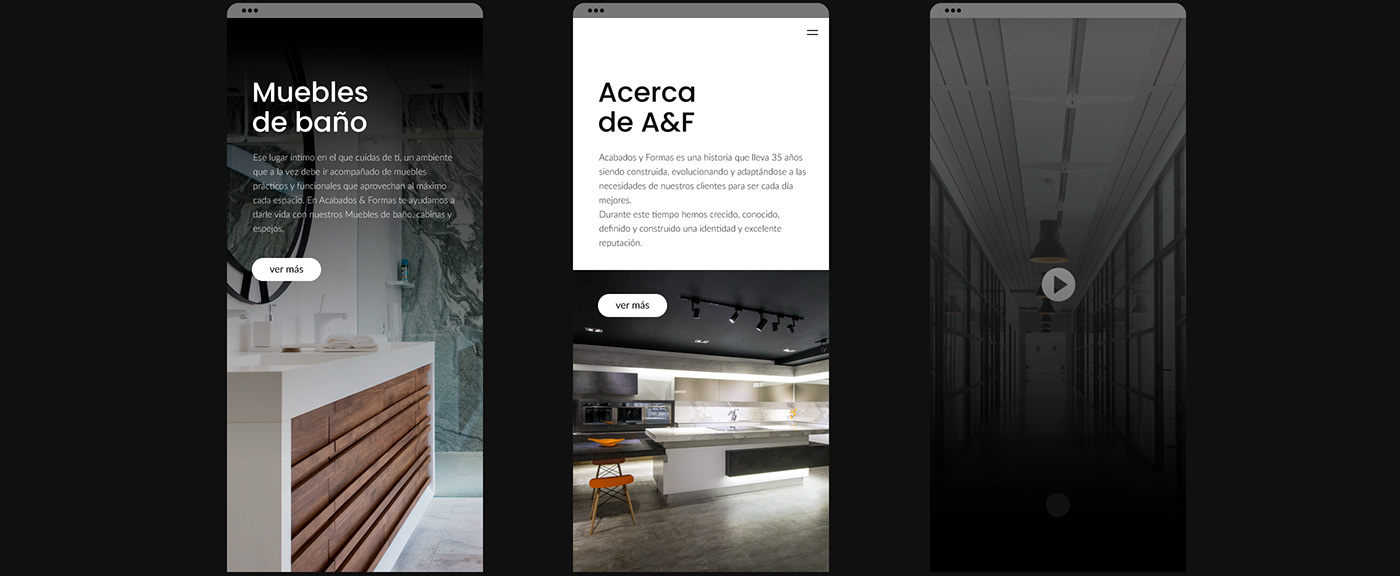 Muebles
de baño
Ese lugar íntimo en el que cuidas de tí, un ambiente
que a la vez debe ir acompañado de muebles
prácticos y funcionales que aprovechan al máximo
cada espacio. En Acabados & Formas te ayudamos a
darle vida con nuestros Muebles de baño, cabinas y
espejos.
ver más
Acerca
de A&F
Acabados y Formas es una historia que lleva 35 años
siendo construida, evolucionando y adaptándose a las
necesidades de nuestros clientes para ser cada día
mejores.
Durante este tiempo hemos crecido, conocido,
definido y construido una identidad y excelente
reputación.
ver más